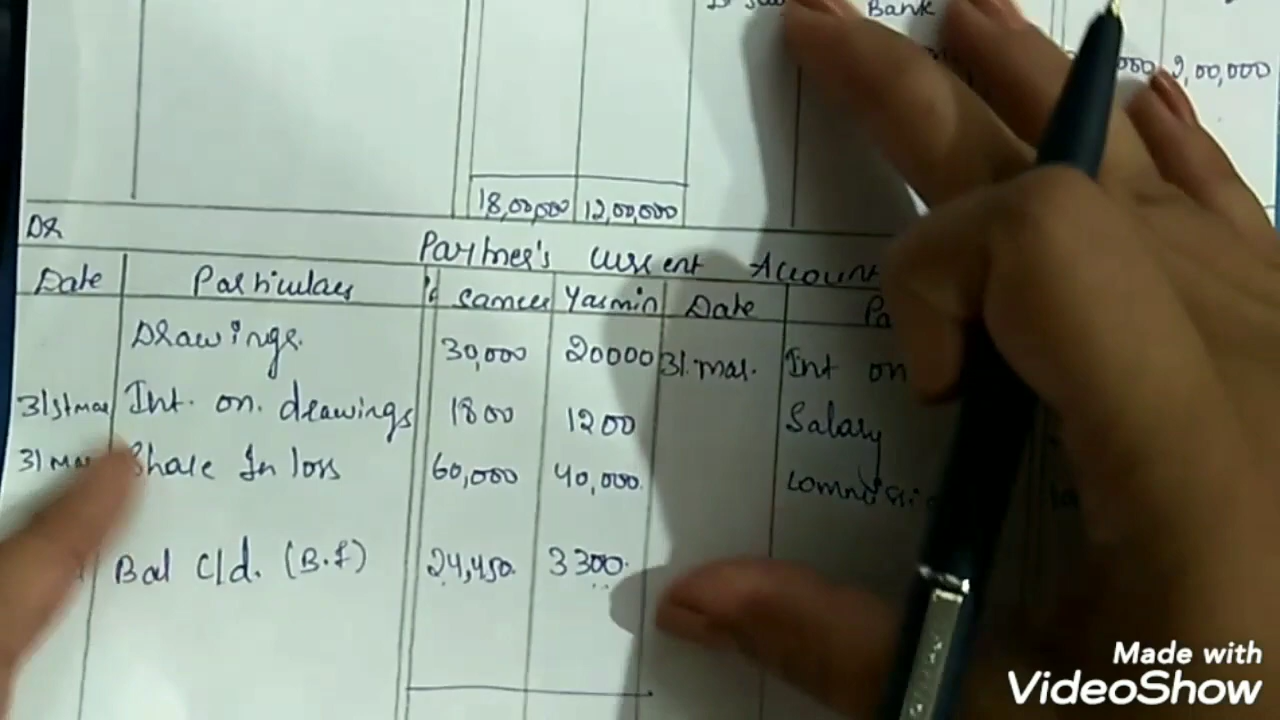 Bank
9,00,000
18,00,000 12,00,000
Dr
Partner's Current Account
Date Particulars Yasmin Date
Drawings. 30,000 20000 31. mar. Int on
31st mar Int. on. drawings 1800 1200 Salary
31 Mar Share In loss 60,000 40,000.
Bal C/d. (B.f) 24,450. 3300.
Made with
VideoShow